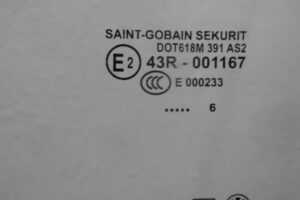 SAINT-GOBAIN SEKURIT
DOT618M 391 AS2
E2 43R - 001167
CCC E 000233
..... 6